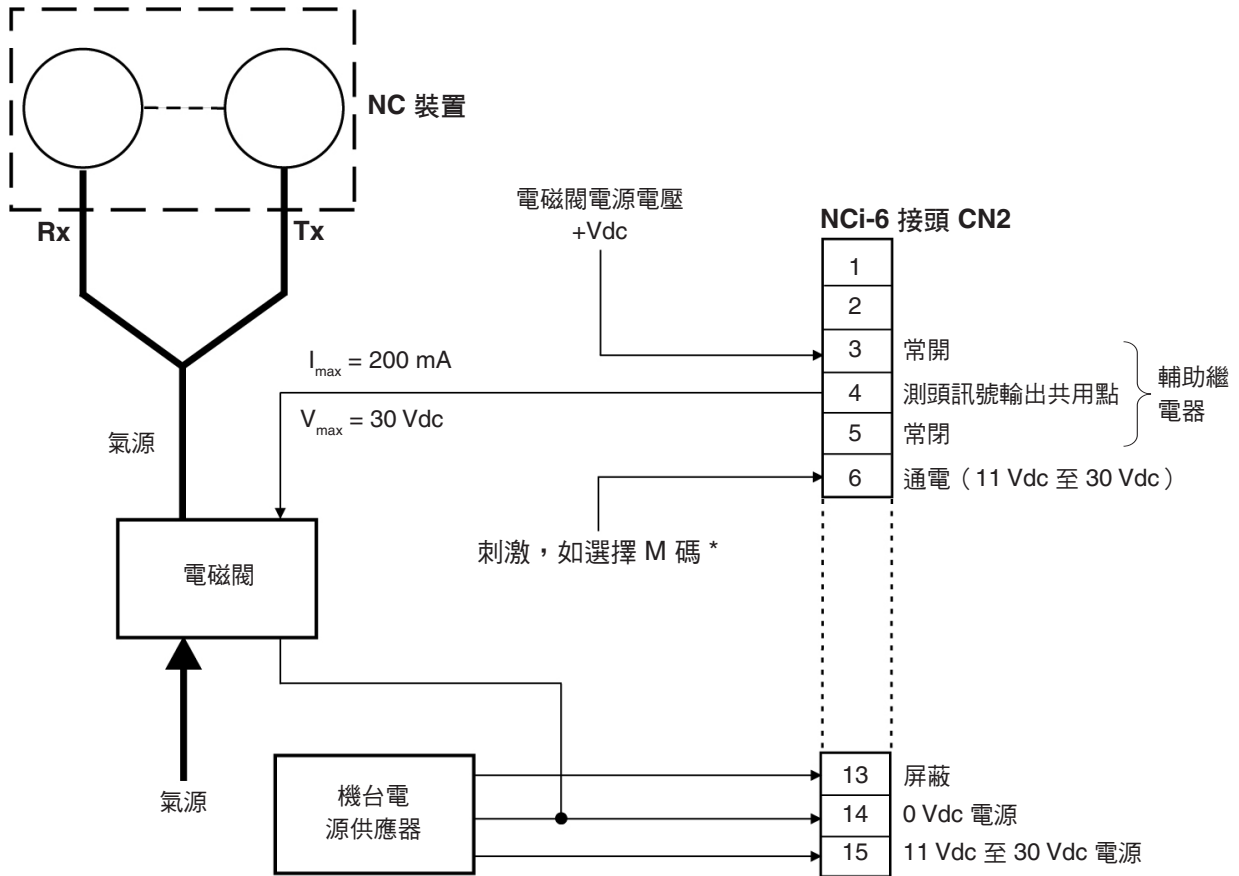 NC 裝置
Rx
Tx
電磁閥電源電壓
+Vdc
NCi-6 接頭 CN2
1
2
3 常開
4 測頭訊號輸出共用點
5 常閉
6 通電（11 Vdc 至 30 Vdc）
輔助繼
電器
Imax = 200 mA
Vmax = 30 Vdc
氣源
刺激，如選擇 M 碼 *
電磁閥
氣源
機台電
源供應器
13 屏蔽
14 0 Vdc 電源
15 11 Vdc 至 30 Vdc 電源